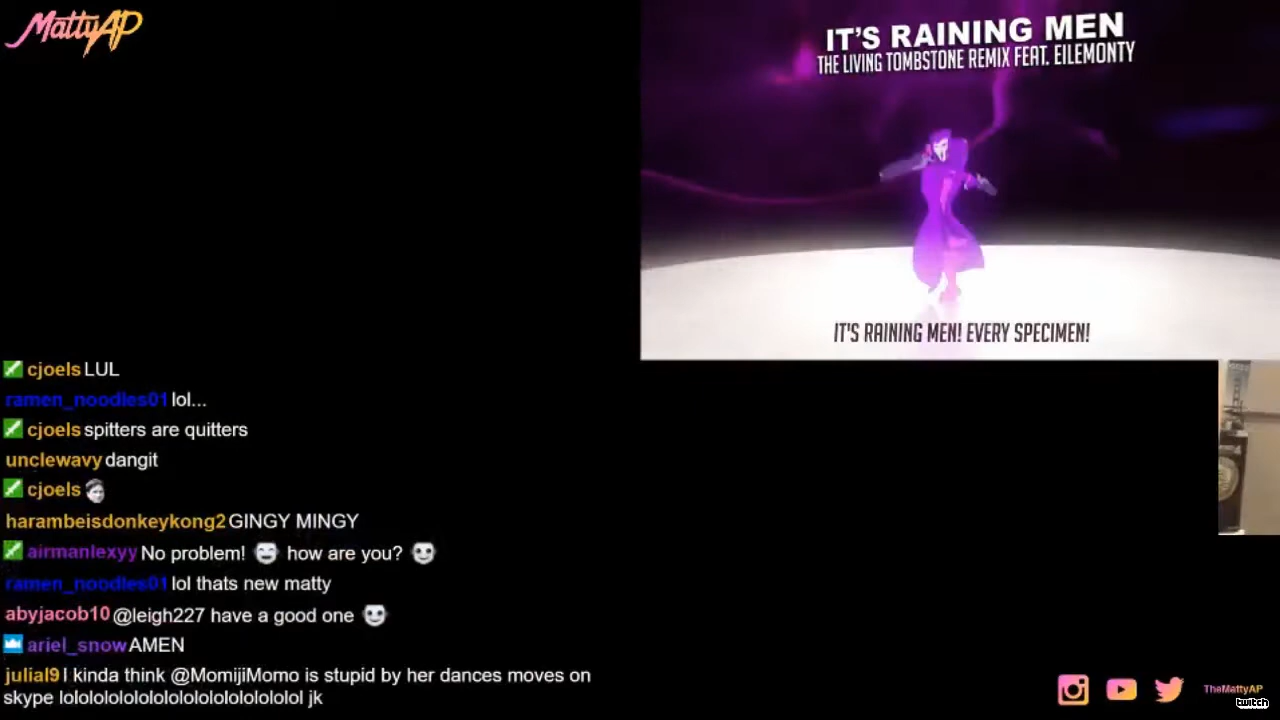 MattyAP
IT'S RAINING MEN
THE LIVING TOMBSTONE REMIX FEAT. EILEMONTY
IT'S RAINING MEN! EVERY SPECIMEN!
cjoels LUL
ramen_noodles01 lol...
cjoels spitters are quitters
unclewavy dangit
cjoels
harambeisdonkeykong2 GINGY MINGY
airmanlexyy No problem! how are you?
ramen_noodles01 lol thats new matty
abyjacob10 @leigh227 have a good one
ariel_snow AMEN
julial9 I kinda think @MomijiMomo is stupid by her dances moves on
skype lolololololololololololololololol jk
TheMattyAP
twitch